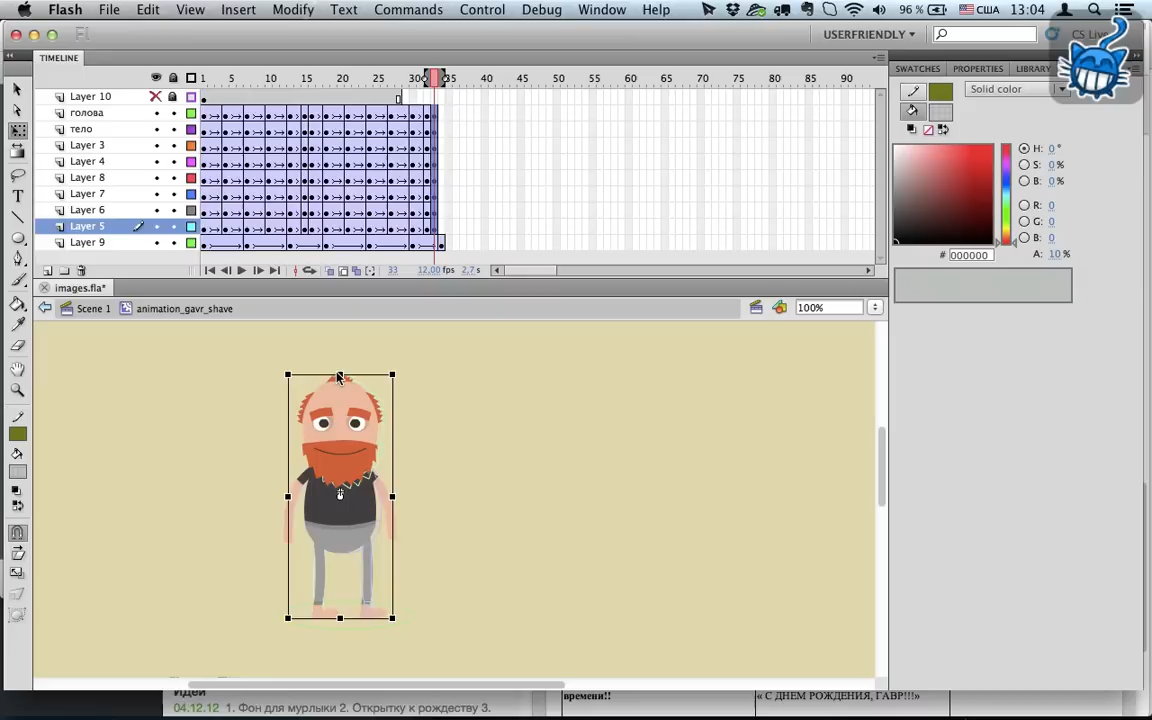 Flash File Edit View Insert Modify Text Commands Control Debug Window Help 96 % США 13:04
USERFRIENDLY CS Live
TIMELINE
SWATCHES PROPERTIES LIBRARY
1 5 10 15 20 25 30 35 40 45 50 55 60 65 70 75 80 85 90
Solid color
Layer 10
голова
тело
Layer 3
Layer 4
Layer 8
Layer 7
Layer 6
Layer 5
Layer 9
H: 0 °
S: 0 %
B: 0 %
R: 0
G: 0
B: 0
# 000000 A: 10 %
33 12,00 fps 2,7 s
images.fla*
Scene 1 animation_gavr_shave 100%
Идеи
04.12.12 1. Фон для мурлыки 2. Открытку к рождеству 3.
времени!!
« С ДНЕМ РОЖДЕНИЯ, ГАВР!!!»